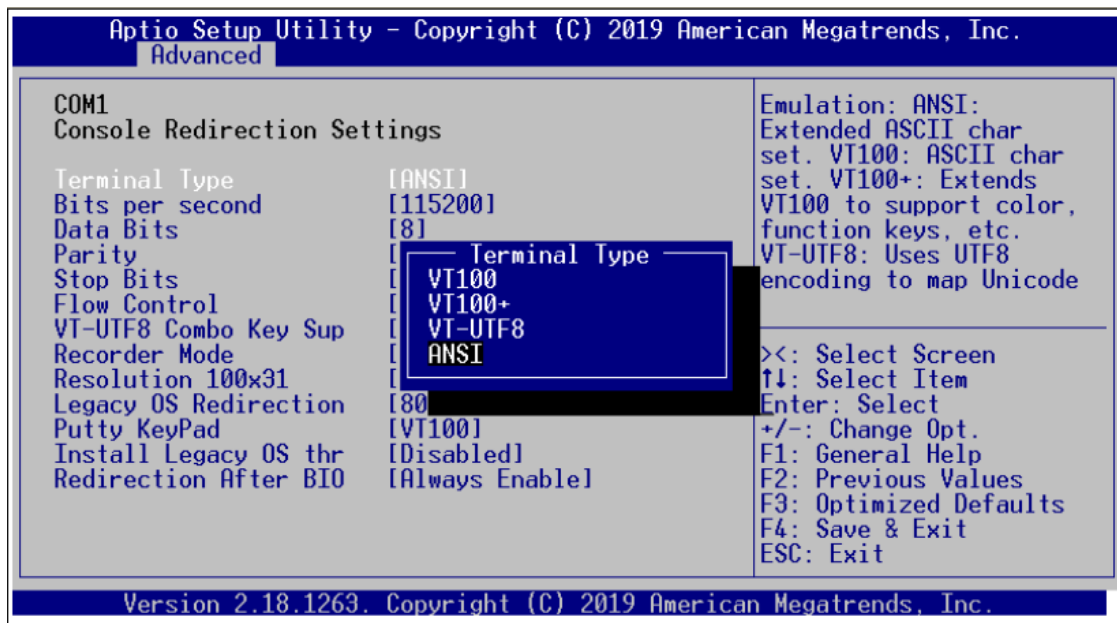 Aptio Setup Utility - Copyright (C) 2019 American Megatrends, Inc.
Advanced
COM1
Console Redirection Settings
Terminal Type [ANSI]
Bits per second [115200]
Data Bits [8]
Parity [
Stop Bits [
Flow Control [
VT-UTF8 Combo Key Sup [
Recorder Mode [
Resolution 100x31 [
Legacy OS Redirection [80
Putty KeyPad [VT100]
Install Legacy OS thr [Disabled]
Redirection After BIO [Always Enable]
Terminal Type
VT100
VT100+
VT-UTF8
ANSI
Emulation: ANSI:
Extended ASCII char
set. VT100: ASCII char
set. VT100+: Extends
VT100 to support color,
function keys, etc.
VT-UTF8: Uses UTF8
encoding to map Unicode
><: Select Screen
↑↓: Select Item
Enter: Select
+/-: Change Opt.
F1: General Help
F2: Previous Values
F3: Optimized Defaults
F4: Save & Exit
ESC: Exit
Version 2.18.1263. Copyright (C) 2019 American Megatrends, Inc.